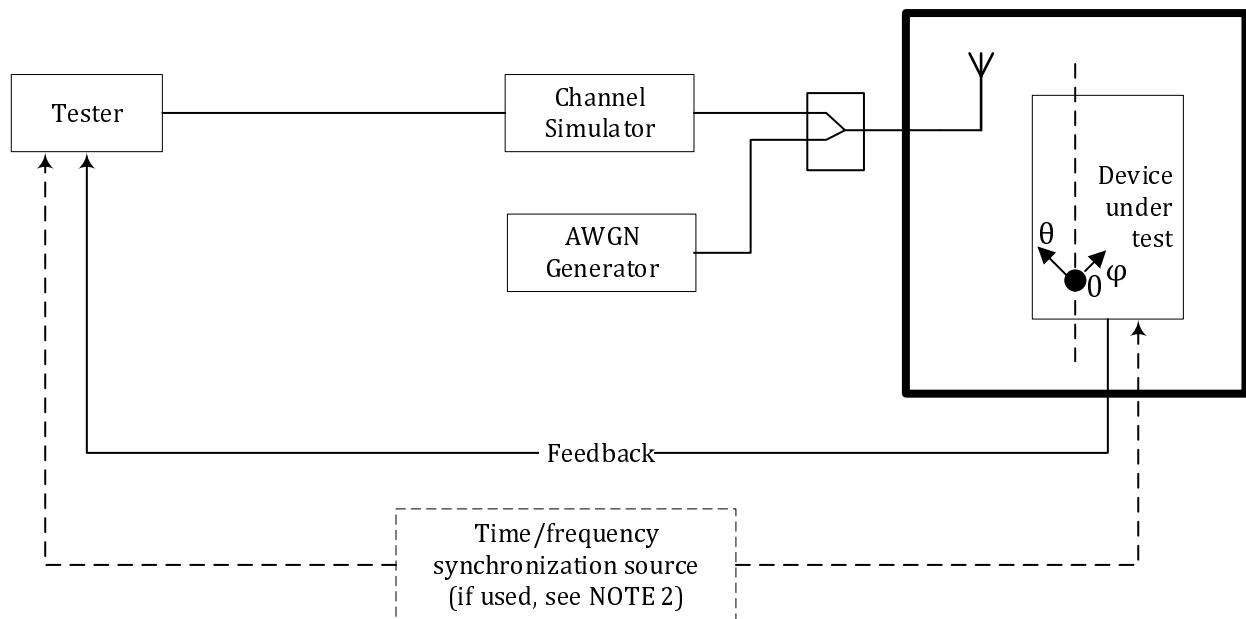 Tester
Channel
Simulator
AWGN
Generator
Device
under
test
θ
φ
0
Feedback
Time/frequency
synchronization source
(if used, see NOTE 2)